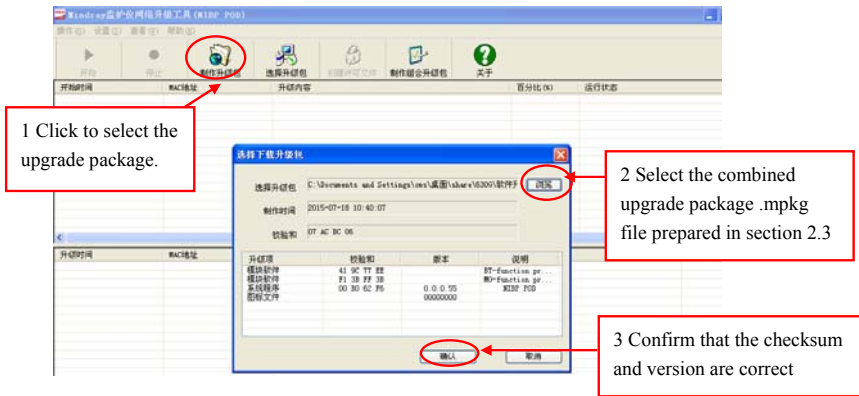 Mindray监护仪网络升级工具(NIBP POD)
操作(O) 设置(S) 查看(V) 帮助(H)
开始 停止 制作升级包 选择升级包 创建许可文件 制作组合升级包 关于
开始时间 MAC地址 升级内容 百分比(%) 运行状态
1 Click to select the
upgrade package.
选择下载升级包
选择升级包 C:\Documents and Settings\cms\桌面\share\6309\软件升 浏览
制作时间 2015-07-18 10:40:07
校验和 07 AC BC 06
升级项 校验和 版本 说明
模块软件 41 9C 77 EE BT-function pr...
模块软件 F1 3B FF 3B MO-function pr...
系统程序 00 B0 62 F6 0.0.0.55 NIBP POD
图标文件 00000000
确认 取消
2 Select the combined
upgrade package .mpkg
file prepared in section 2.3
升级时间 MAC地址
3 Confirm that the checksum
and version are correct